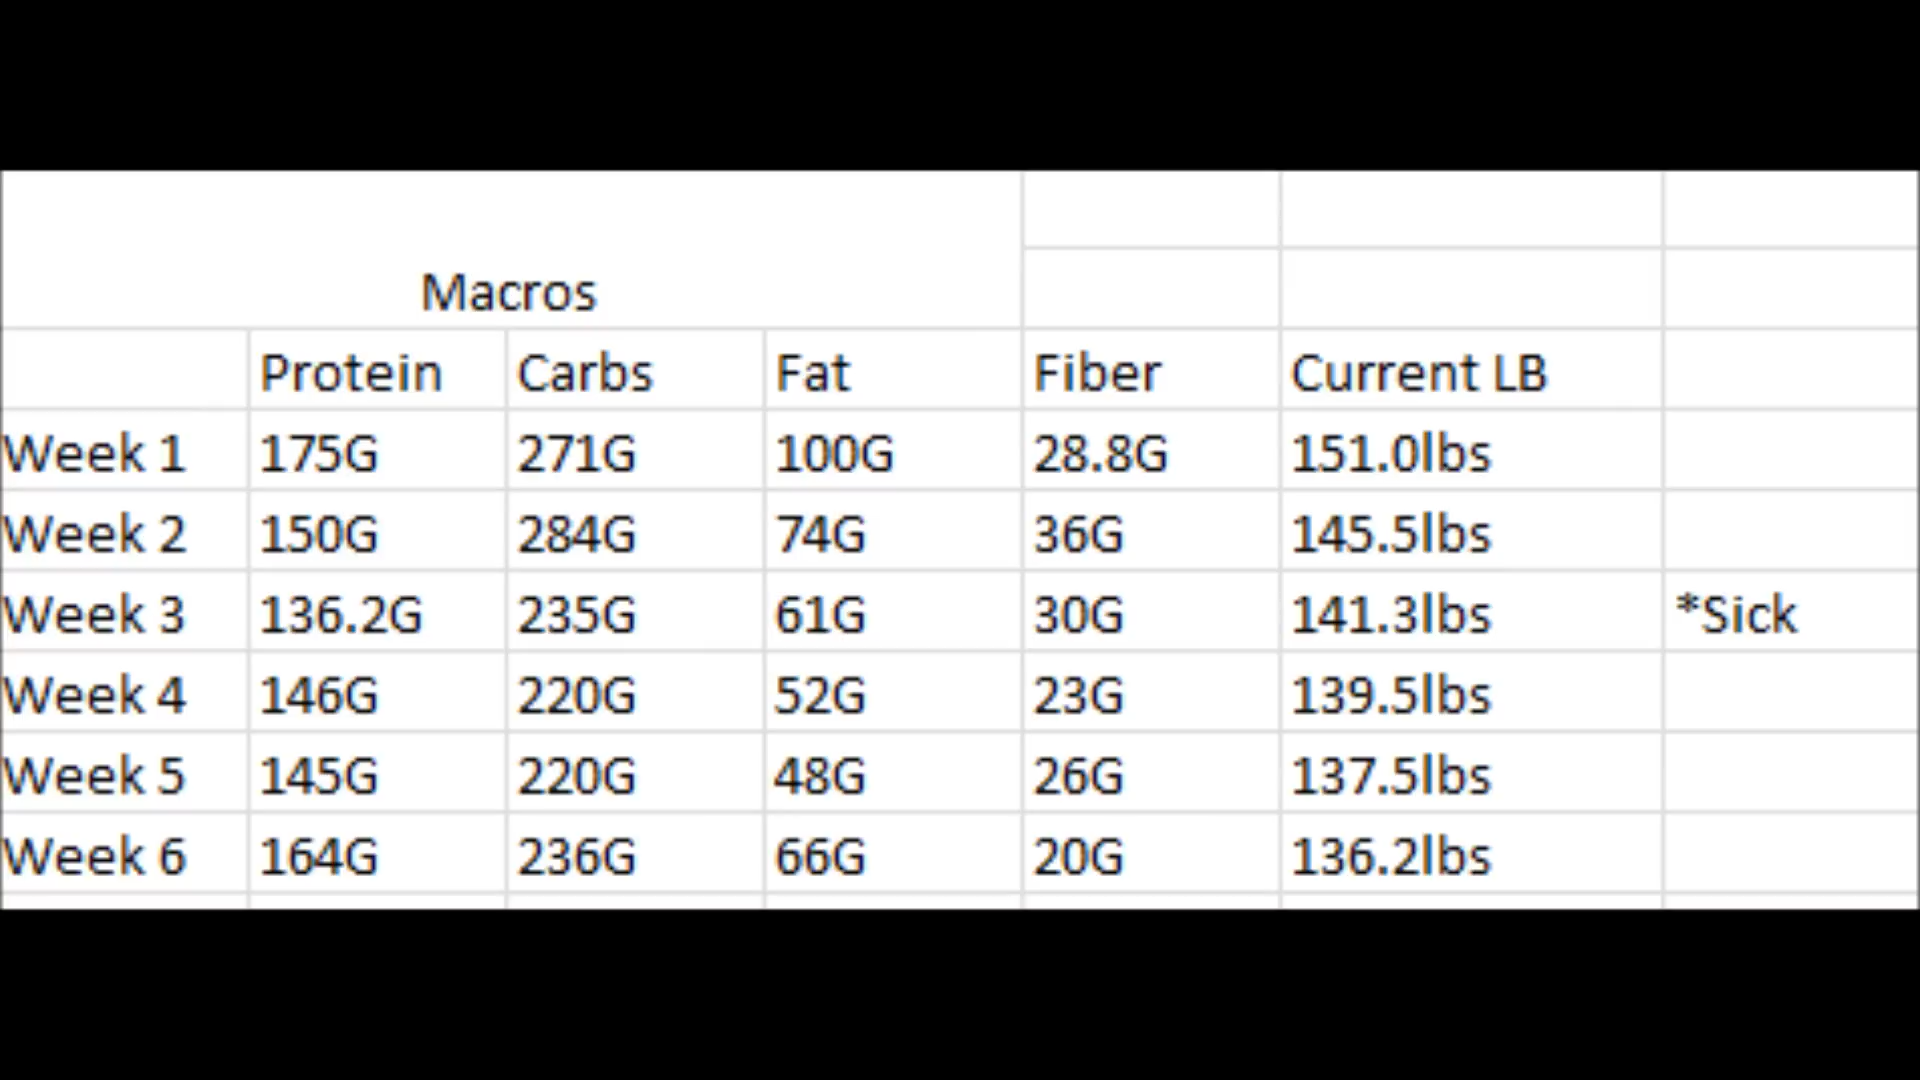 Macros
Protein Carbs Fat Fiber Current LB
Week 1 175G 271G 100G 28.8G 151.0lbs
Week 2 150G 284G 74G 36G 145.5lbs
Week 3 136.2G 235G 61G 30G 141.3lbs *Sick
Week 4 146G 220G 52G 23G 139.5lbs
Week 5 145G 220G 48G 26G 137.5lbs
Week 6 164G 236G 66G 20G 136.2lbs